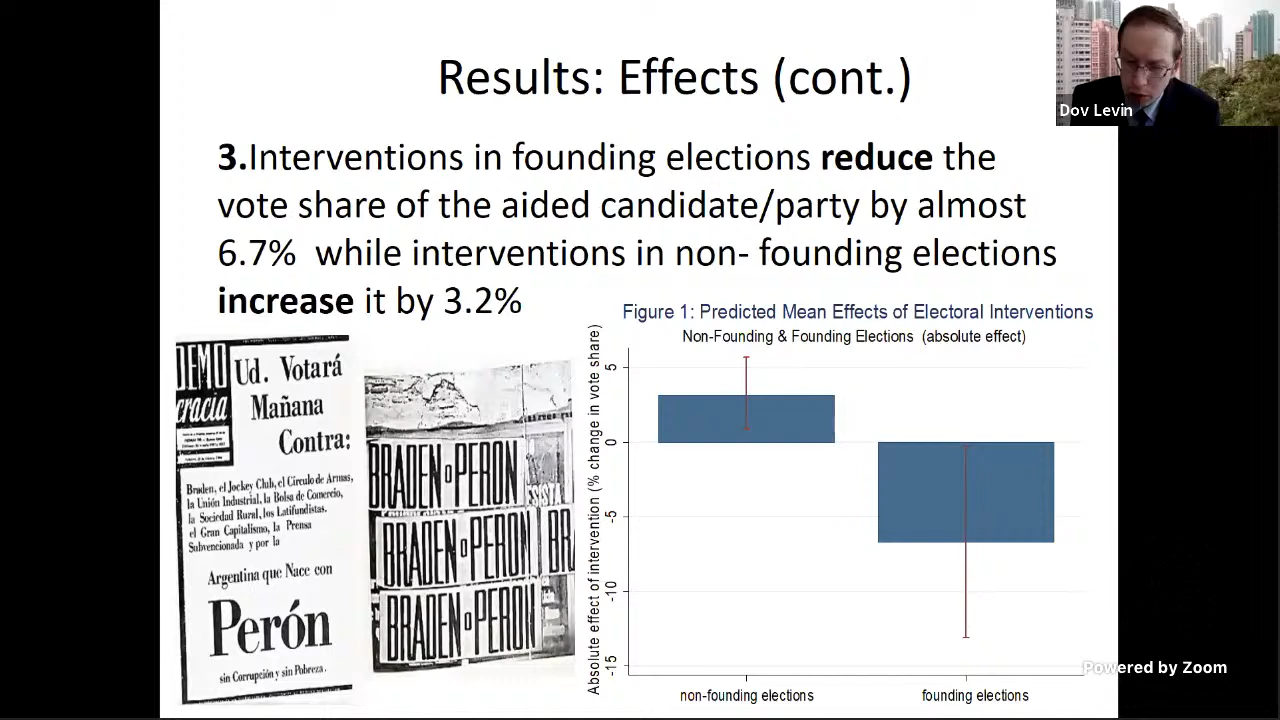 Results: Effects (cont.)
Dov Levin
3.Interventions in founding elections reduce the
vote share of the aided candidate/party by almost
6.7% while interventions in non- founding elections
increase it by 3.2%
DEMO
cracia
Ud. Votará
Mañana
Contra:
Braden, el Jockey Club, el Círculo de Armas,
la Unión Industrial, la Bolsa de Comercio,
la Sociedad Rural, los Latifundistas.
el Gran Capitalismo, la Prensa
Subvencionada y por la
Argentina que Nace con
Perón
sin Corrupción y sin Pobreza.
BRADEN o PERON
BRADEN o PERON
BR
BRADEN o PERON
Figure 1: Predicted Mean Effects of Electoral Interventions
Non-Founding & Founding Elections (absolute effect)
Absolute effect of intervention (% change in vote share)
5
0
-5
-10
-15
non-founding elections
founding elections
Powered by Zoom